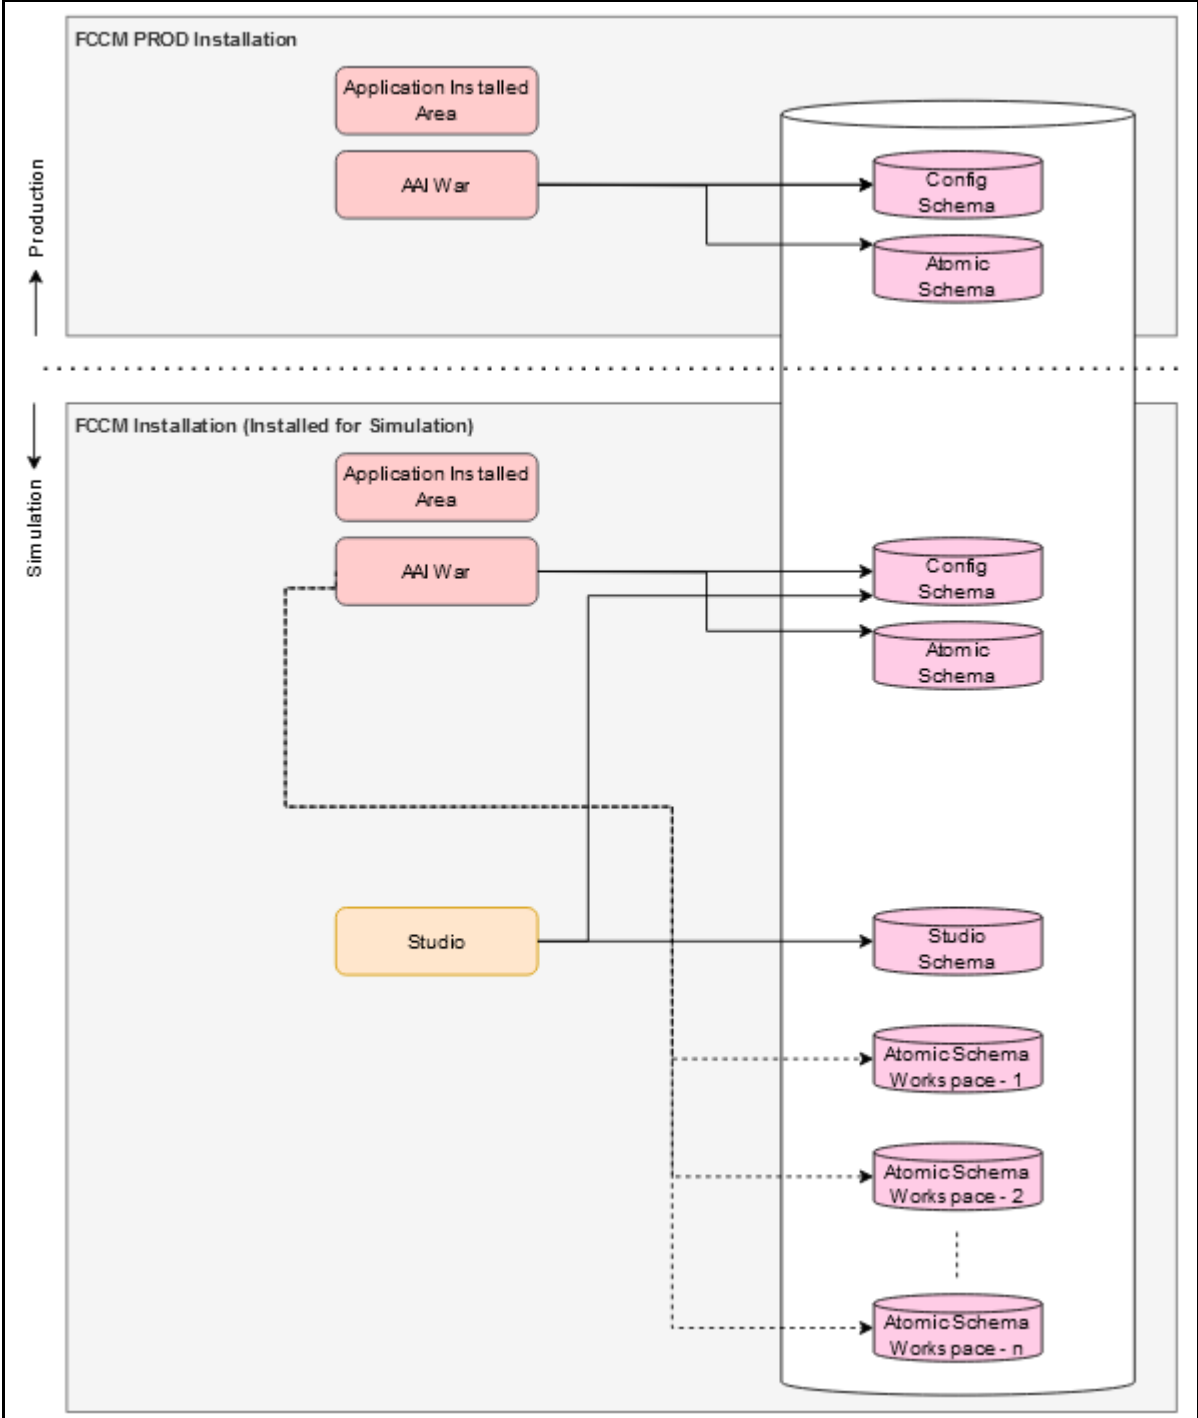 FCCM PROD Installation
Application Installed
Area
AAI War
Config
Schema
Atomic
Schema
Production
FCCM Installation (Installed for Simulation)
Simulation
Application Installed
Area
AAI War
Config
Schema
Atomic
Schema
Studio
Studio
Schema
Atomic Schema
Workspace - 1
Atomic Schema
Workspace - 2
Atomic Schema
Workspace - n